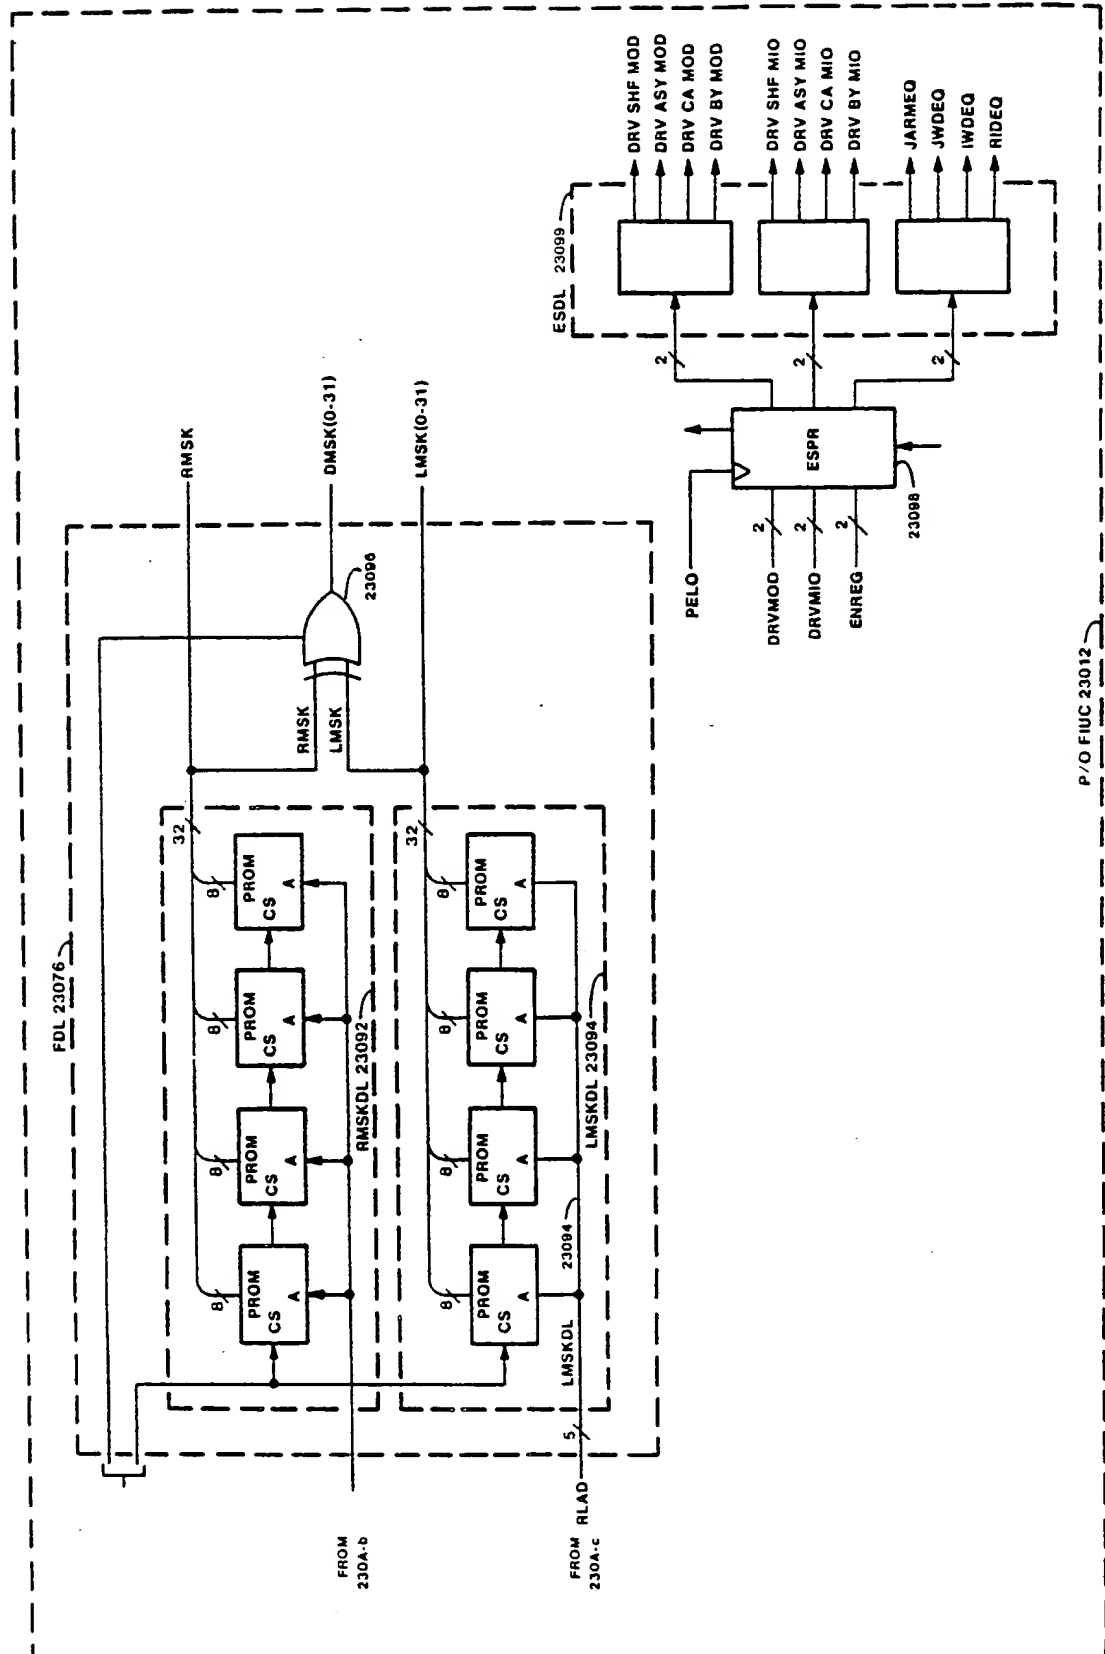 FDL 23076
RMSK
DMSK(0-31)
LMSK(0-31)
23096
RMSK
LMSK
32
8
PROM
CS
A
8
PROM
CS
A
8
PROM
CS
A
8
PROM
CS
A
RMSKDL 23092
32
8
PROM
CS
A
8
PROM
CS
A
8
PROM
CS
A
8
PROM
CS
A
LMSKDL 23094
23094
LMSKDL
5
RLAD
FROM
230A-b
FROM
230A-c
ESDL 23099
DRV SHF MOD
DRV ASY MOD
DRV CA MOD
DRV BY MOD
DRV SHF MIO
DRV ASY MIO
DRV CA MIO
DRV BY MIO
JARMEQ
JWDEQ
IWDEQ
RIDEQ
2
2
2
ESPR
23098
PELO
2
DRVMOD
2
DRVMIO
2
ENREG
P/O FIUC 23012